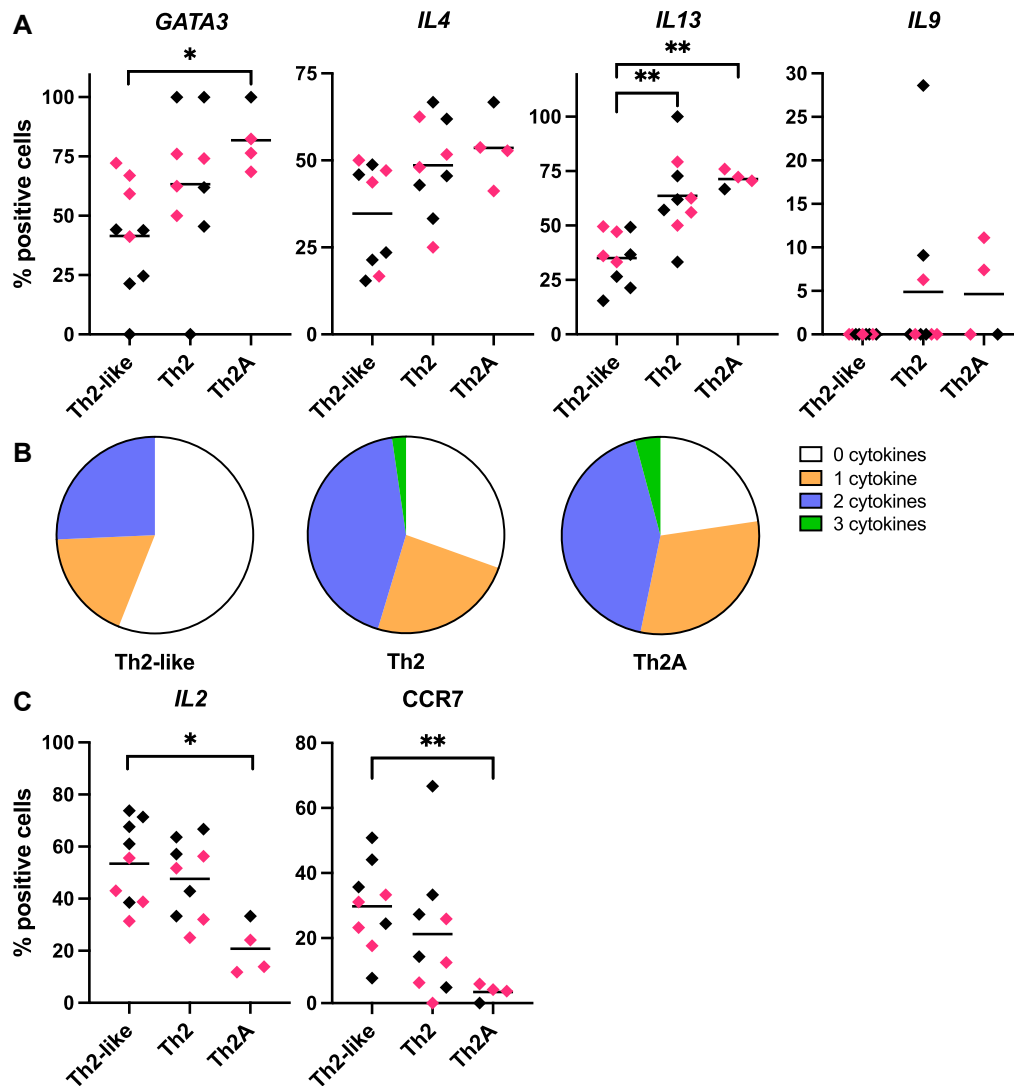 A
GATA3
IL4
IL13
IL9
% positive cells
*
** 
**
100
75
50
25
0
75
50
25
0
100
75
50
25
0
30
25
20
15
10
5
0
Th2-like
Th2
Th2A
Th2-like
Th2
Th2A
Th2-like
Th2
Th2A
Th2-like
Th2
Th2A
B
0 cytokines
1 cytokine
2 cytokines
3 cytokines
Th2-like
Th2
Th2A
C
IL2
CCR7
% positive cells
*
**
100
80
60
40
20
0
80
60
40
20
0
Th2-like
Th2
Th2A
Th2-like
Th2
Th2A